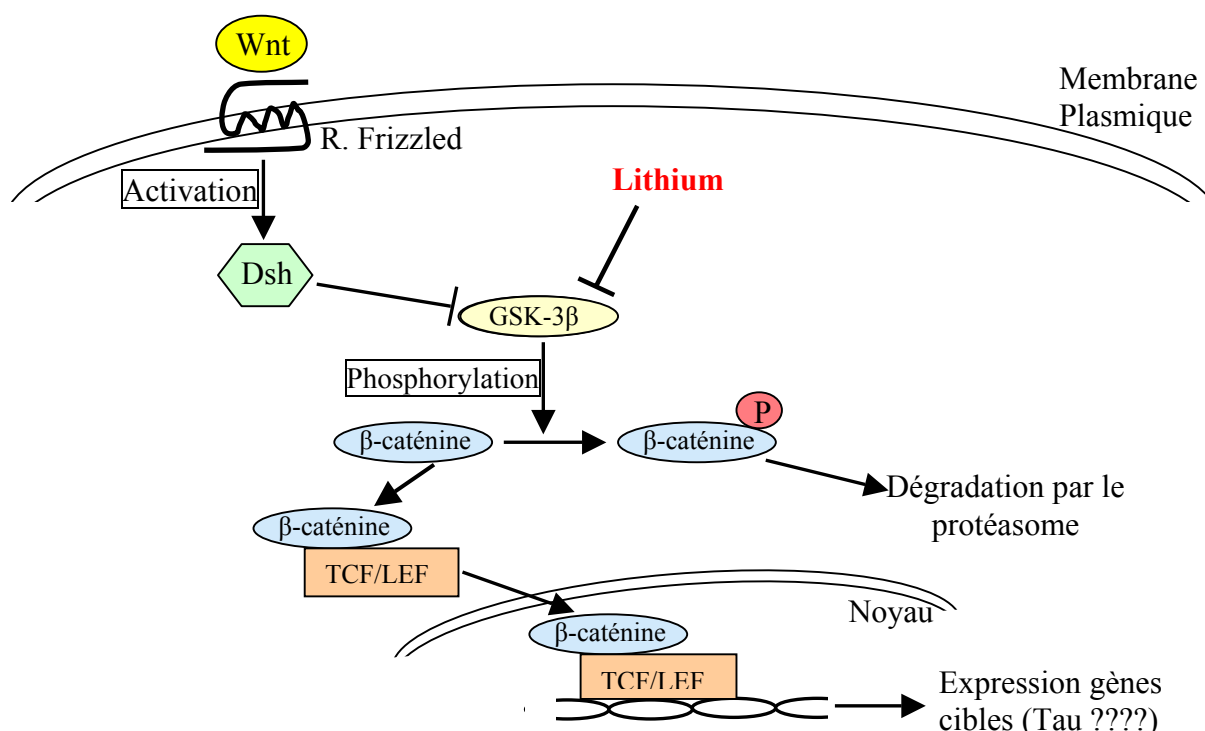 Wnt
Membrane
Plasmique
R. Frizzled
Activation
Lithium
Dsh
GSK-3β
Phosphorylation
P
β-caténine
β-caténine
Dégradation par le
protéasome
β-caténine
TCF/LEF
Noyau
β-caténine
TCF/LEF
Expression gènes
cibles (Tau ????)